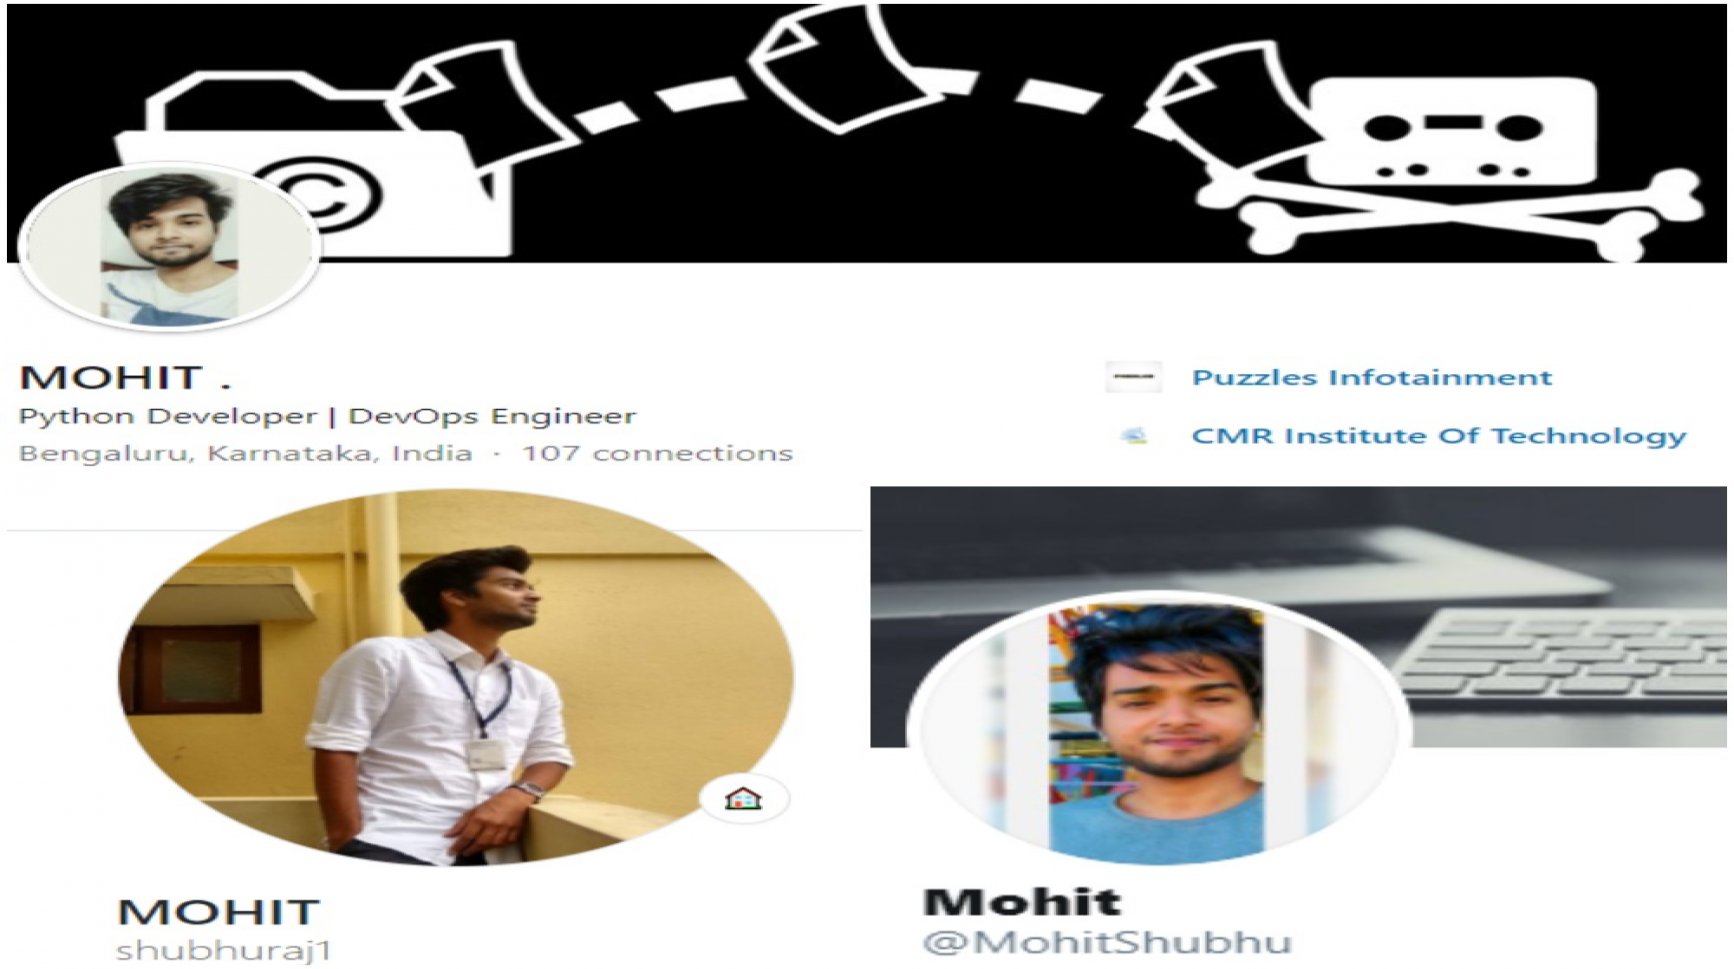 ©
MOHIT .
Python Developer | DevOps Engineer
Bengaluru, Karnataka, India · 107 connections
Puzzles Infotainment
CMR Institute Of Technology
MOHIT
shubhuraj1
Mohit
@MohitShubhu